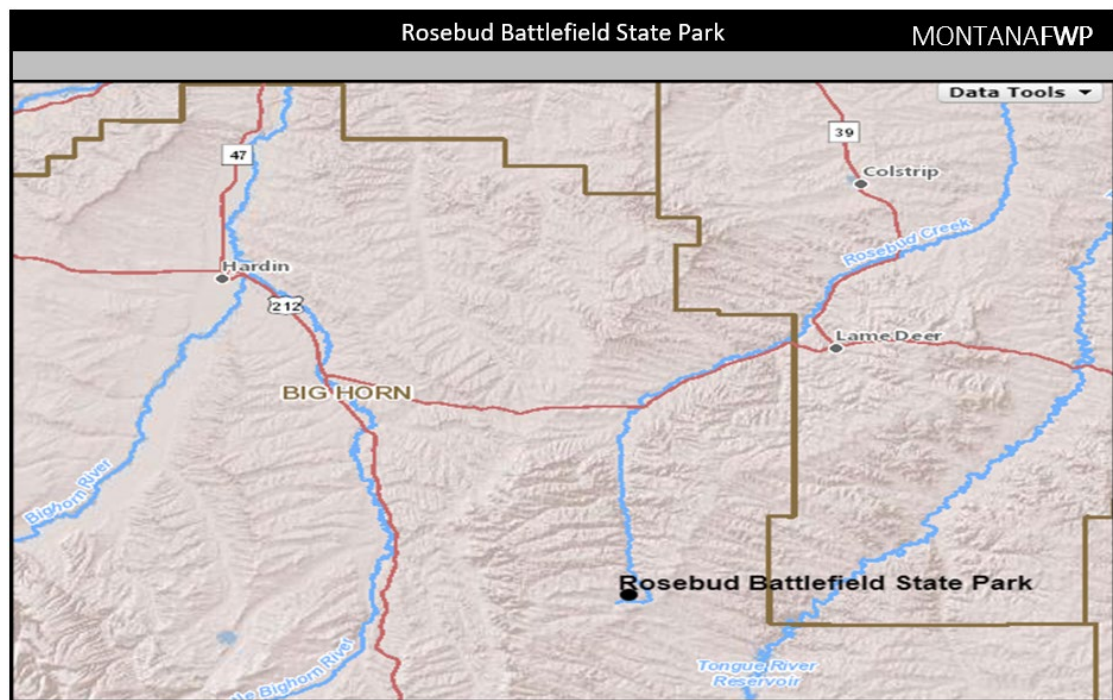 Rosebud Battlefield State Park
MONTANAFWP
Data Tools
39
47
Colstrip
Rosebud Creek
Hardin
212
Lame Deer
BIG HORN
Bighorn River
Rosebud Battlefield State Park
le Bighorn River
Tongue River
Reservoir